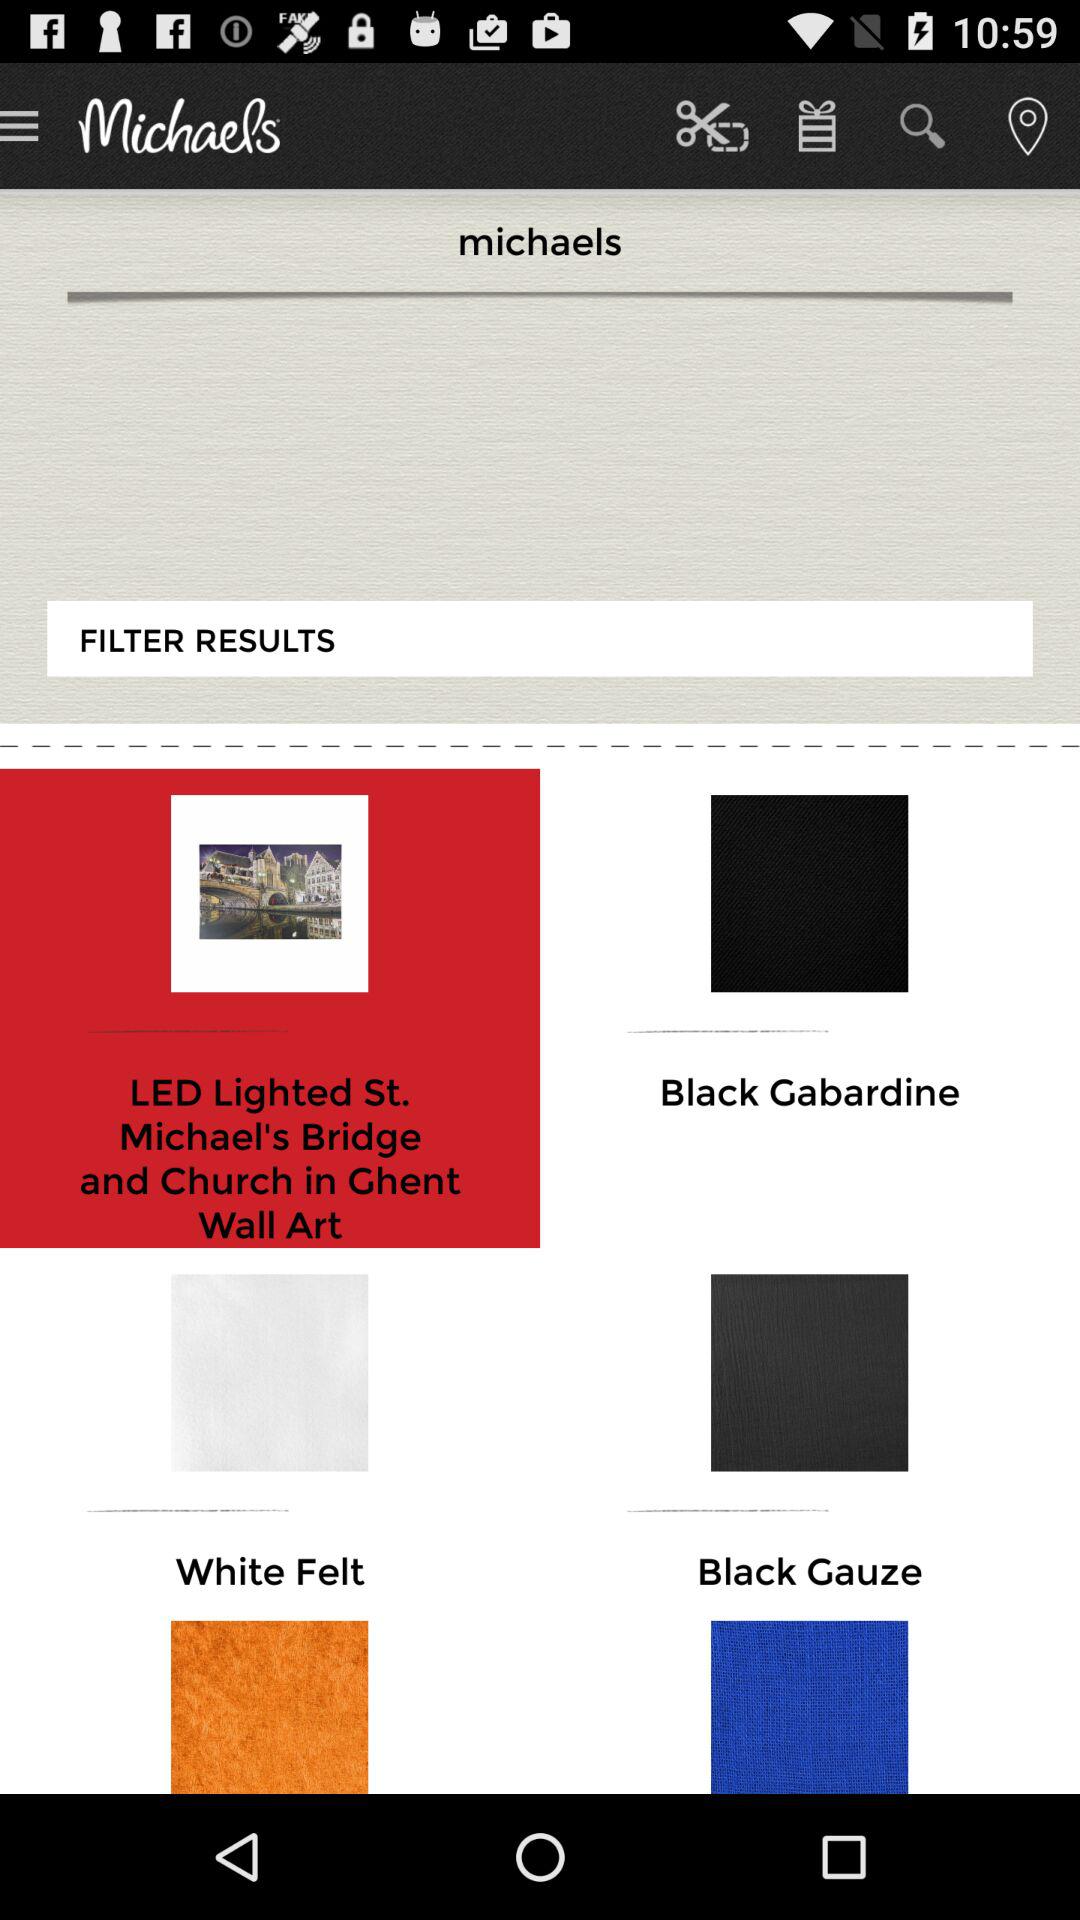 FAKE
10:59
Michaels
michaels
FILTER RESULTS
LED Lighted St.
Michael's Bridge
and Church in Ghent
Wall Art
Black Gabardine
White Felt
Black Gauze